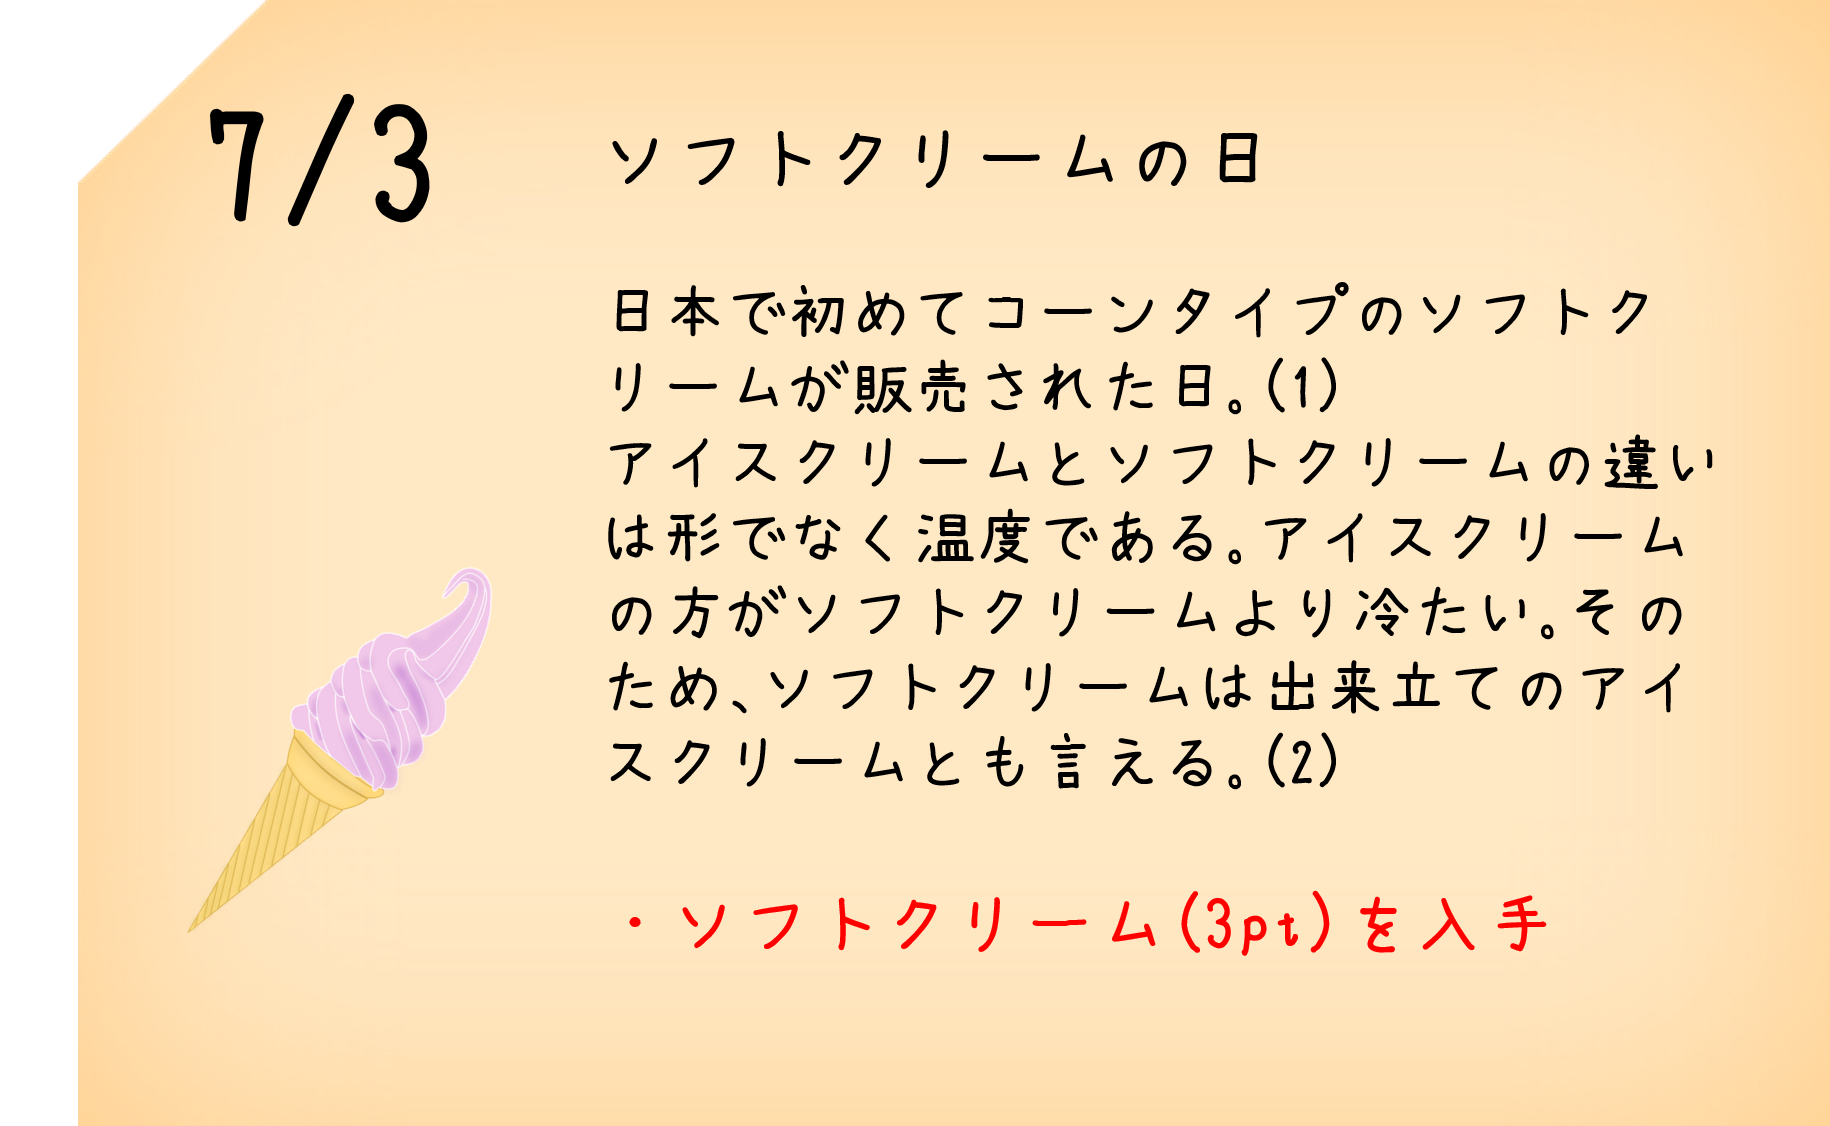 7/3
ソフトクリームの日
日本で初めてコーンタイプのソフトク
リームが販売された日。(1)
アイスクリームとソフトクリームの違い
は形でなく温度である。アイスクリーム
の方がソフトクリームより冷たい。その
ため、ソフトクリームは出来立てのアイ
スクリームとも言える。(2)
・ソフトクリーム(3pt)を入手